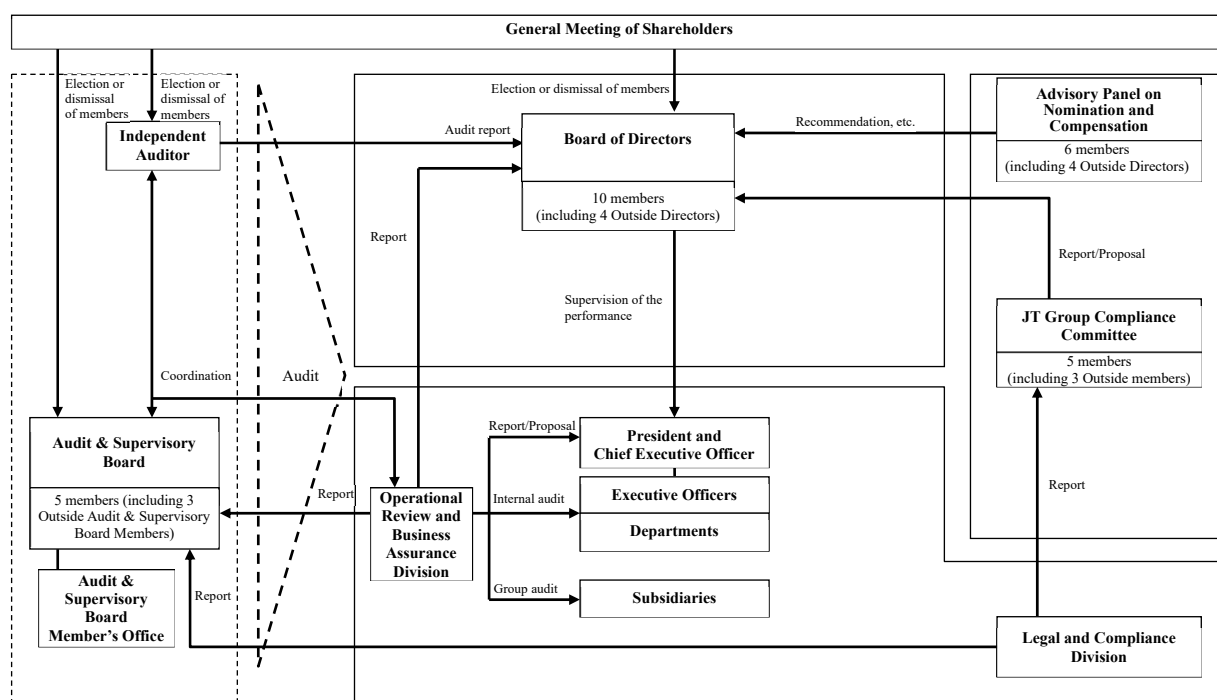 General Meeting of Shareholders
Election or
dismissal
of members
Election or
dismissal of
members
Independent
Auditor
Audit report
Election or dismissal of members
Board of Directors
10 members
(including 4 Outside Directors)
Recommendation, etc.
Advisory Panel on
Nomination and
Compensation
6 members
(including 4 Outside Directors)
Report
Report/Proposal
Supervision of the
performance
JT Group Compliance
Committee
5 members
(including 3 Outside members)
Coordination
Audit
Audit & Supervisory
Board
5 members (including 3
Outside Audit & Supervisory
Board Members)
Audit &
Supervisory
Board
Member's Office
Report
Report
Operational
Review and
Business
Assurance
Division
Report/Proposal
Internal audit
Group audit
President and
Chief Executive Officer
Executive Officers
Departments
Subsidiaries
Report
Legal and Compliance
Division